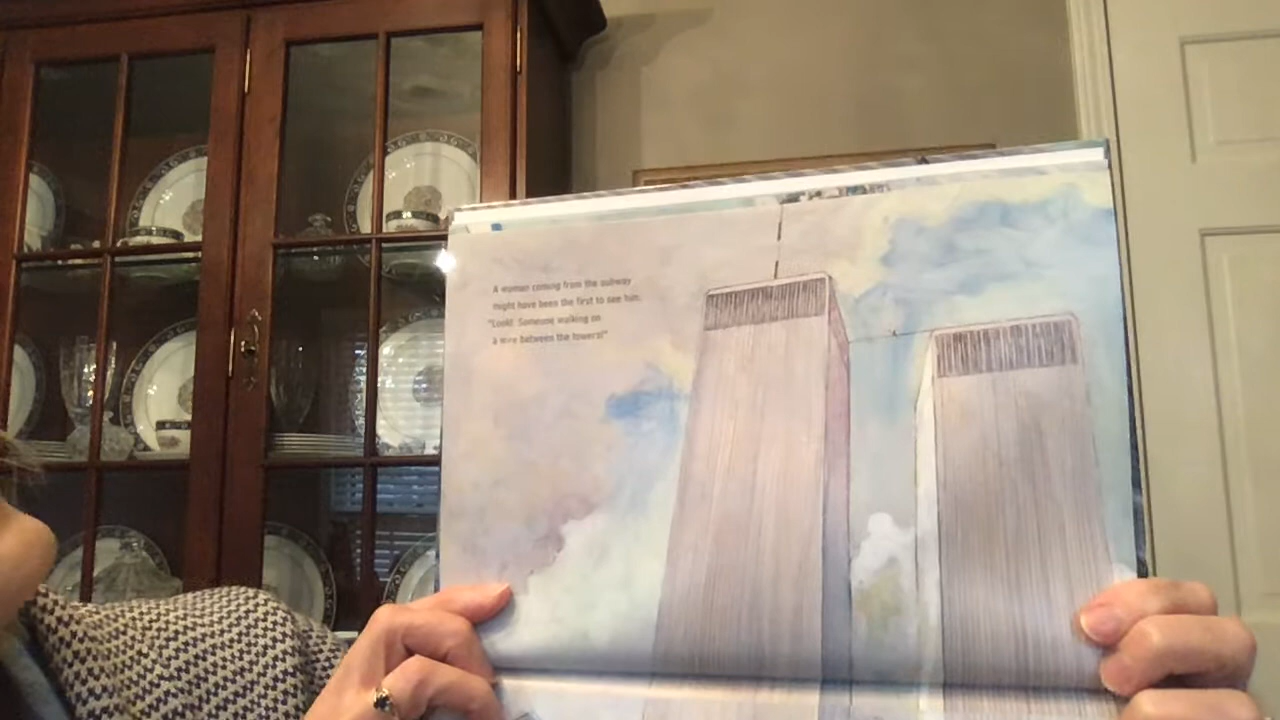 A woman coming from the subway
might have been the first to see him.
"Look! Someone walking on
a wire between the towers!"